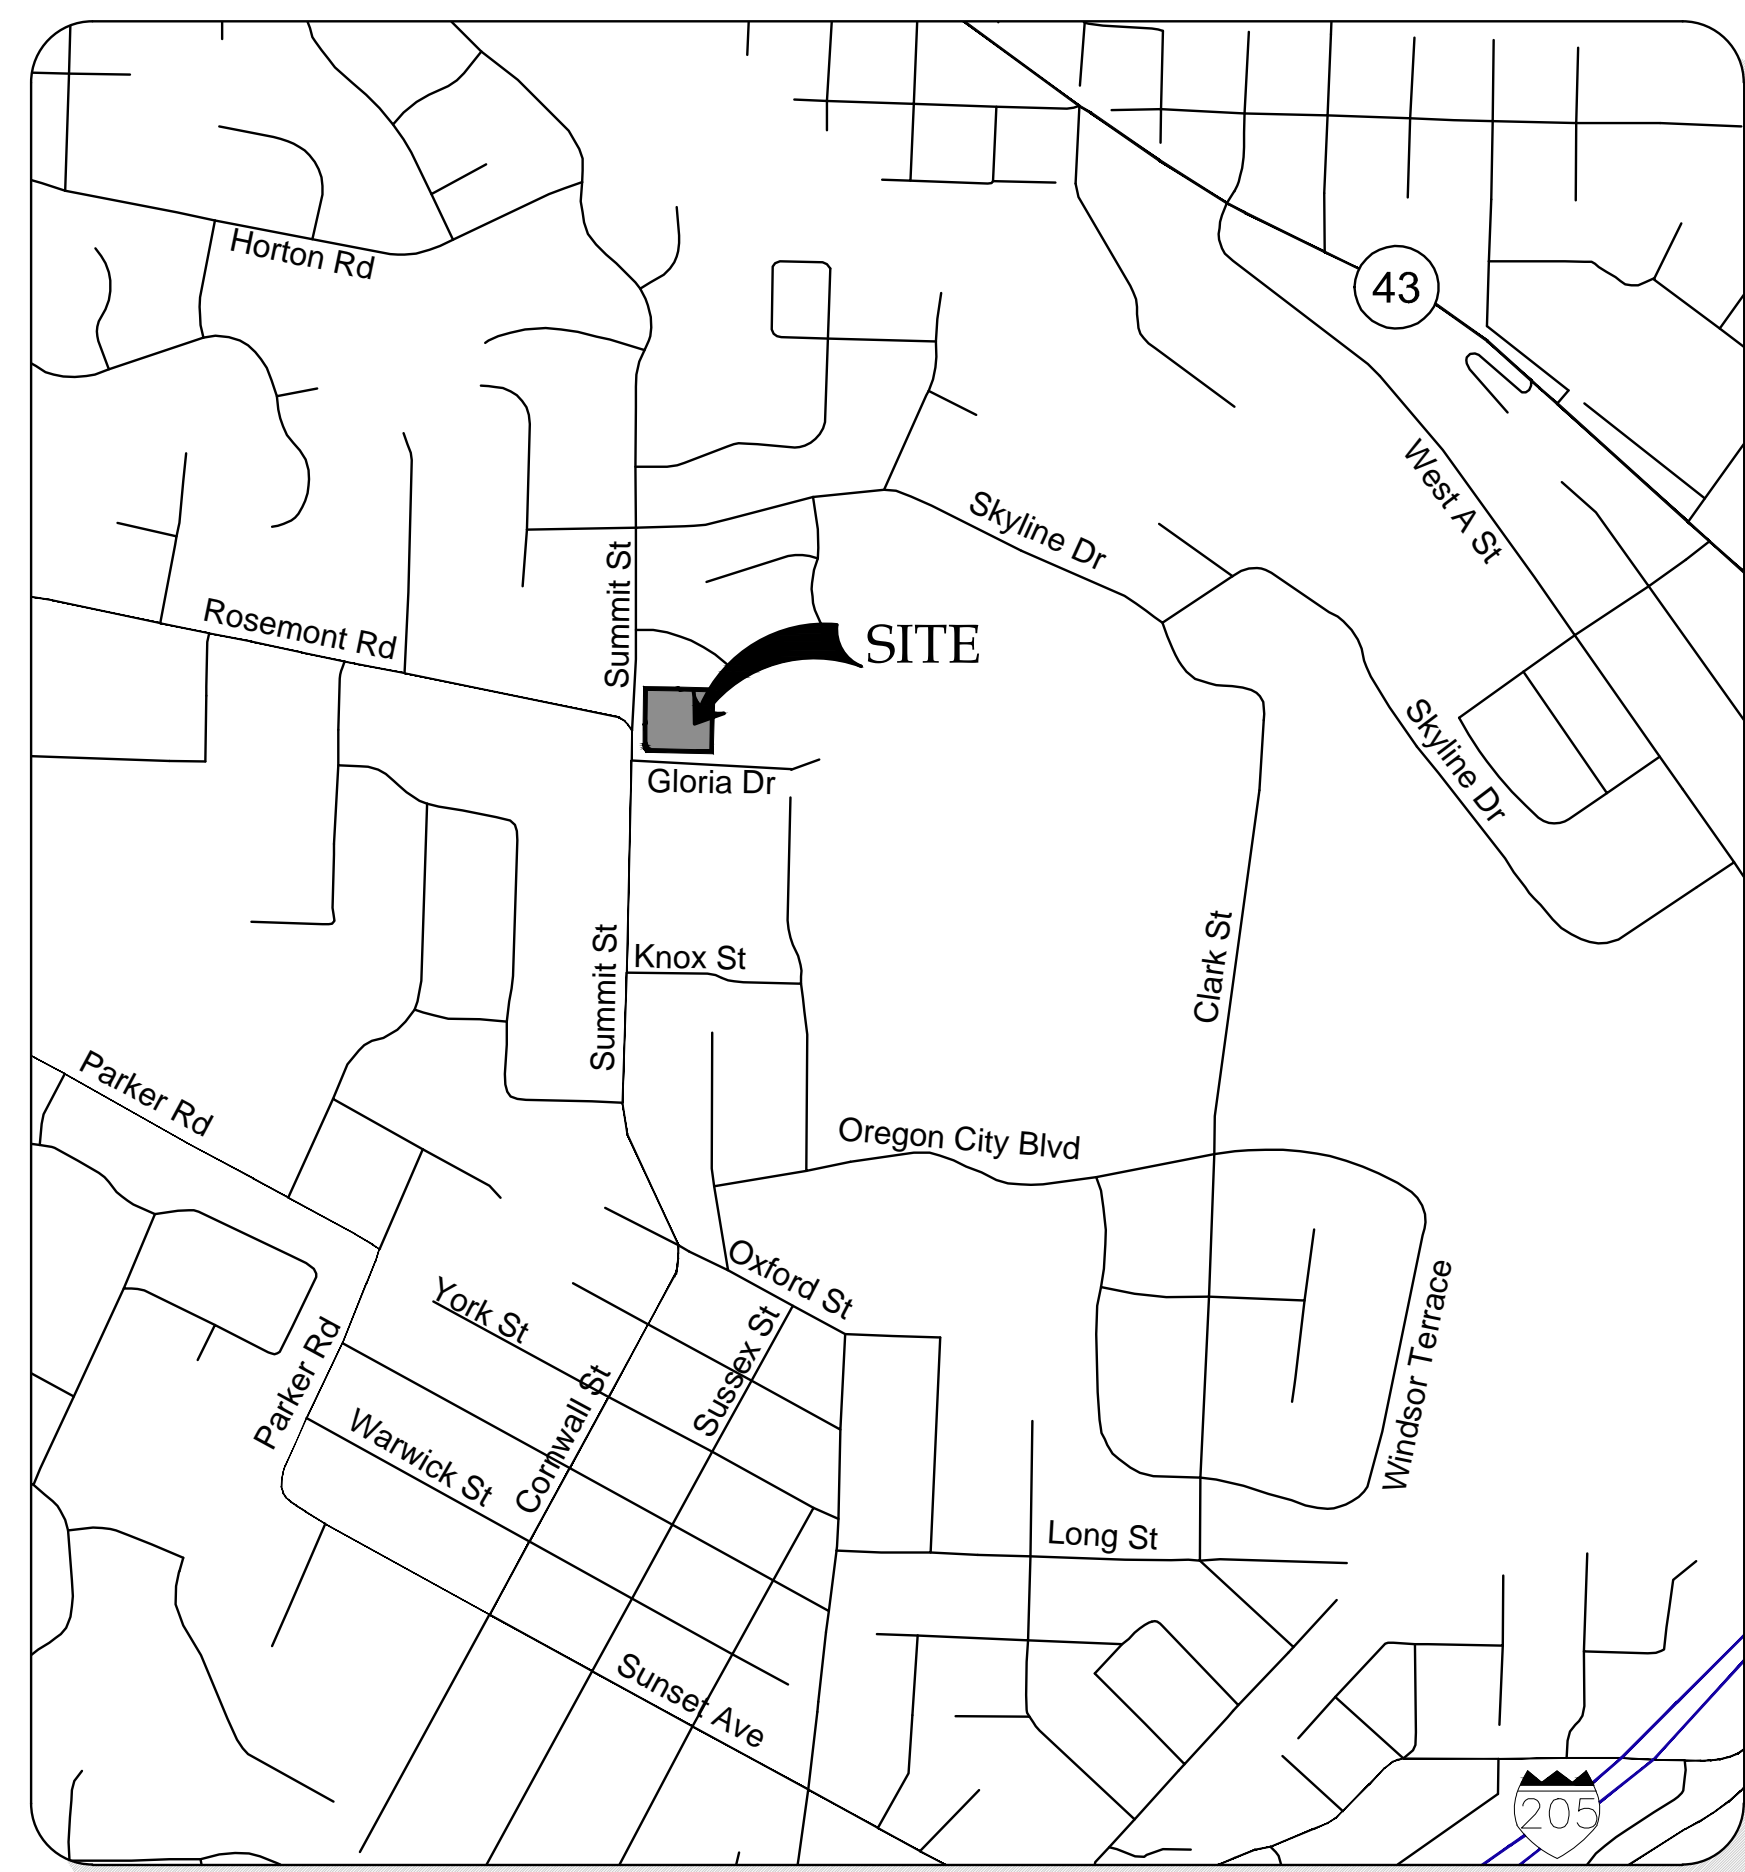 Horton Rd
43
Skyline Dr
West A St
Summit St
Rosemont Rd
SITE
Skyline Dr
Gloria Dr
Clark St
Summit St
Knox St
Parker Rd
Oregon City Blvd
Oxford St
York St
Sussex St
Windsor Terrace
Parker Rd
Cornwall St
Warwick St
Long St
Sunset Ave
205